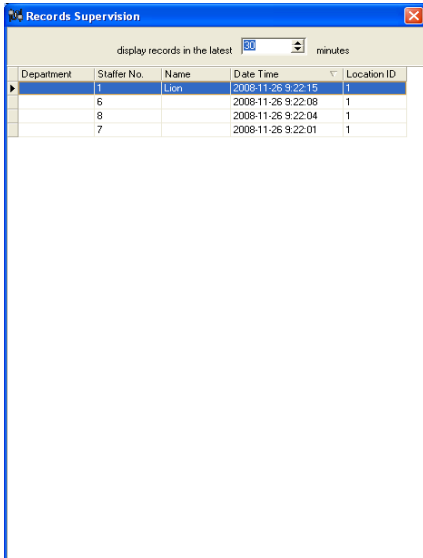 Records Supervision
display records in the latest 30 minutes
Department Staffer No. Name Date Time Location ID
1 Lion 2008-11-26 9:22:15 1
6 2008-11-26 9:22:08 1
8 2008-11-26 9:22:04 1
7 2008-11-26 9:22:01 1